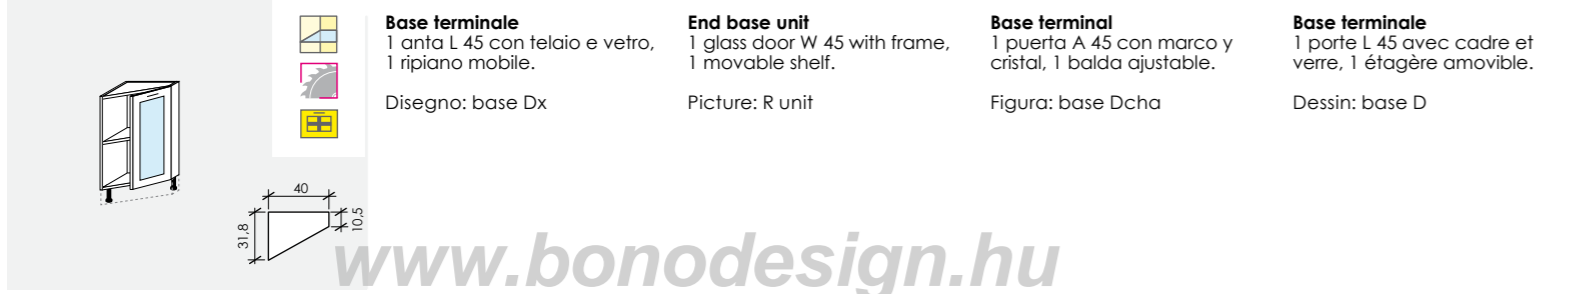 Base terminale
1 anta L 45 con telaio e vetro,
1 ripiano mobile.
Disegno: base Dx
End base unit
1 glass door W 45 with frame,
1 movable shelf.
Picture: R unit
Base terminal
1 puerta A 45 con marco y
cristal, 1 balda ajustable.
Figura: base Dcha
Base terminale
1 porte L 45 avec cadre et
verre, 1 étagère amovible.
Dessin: base D
40
31,8
10,5
www.bonodesign.hu